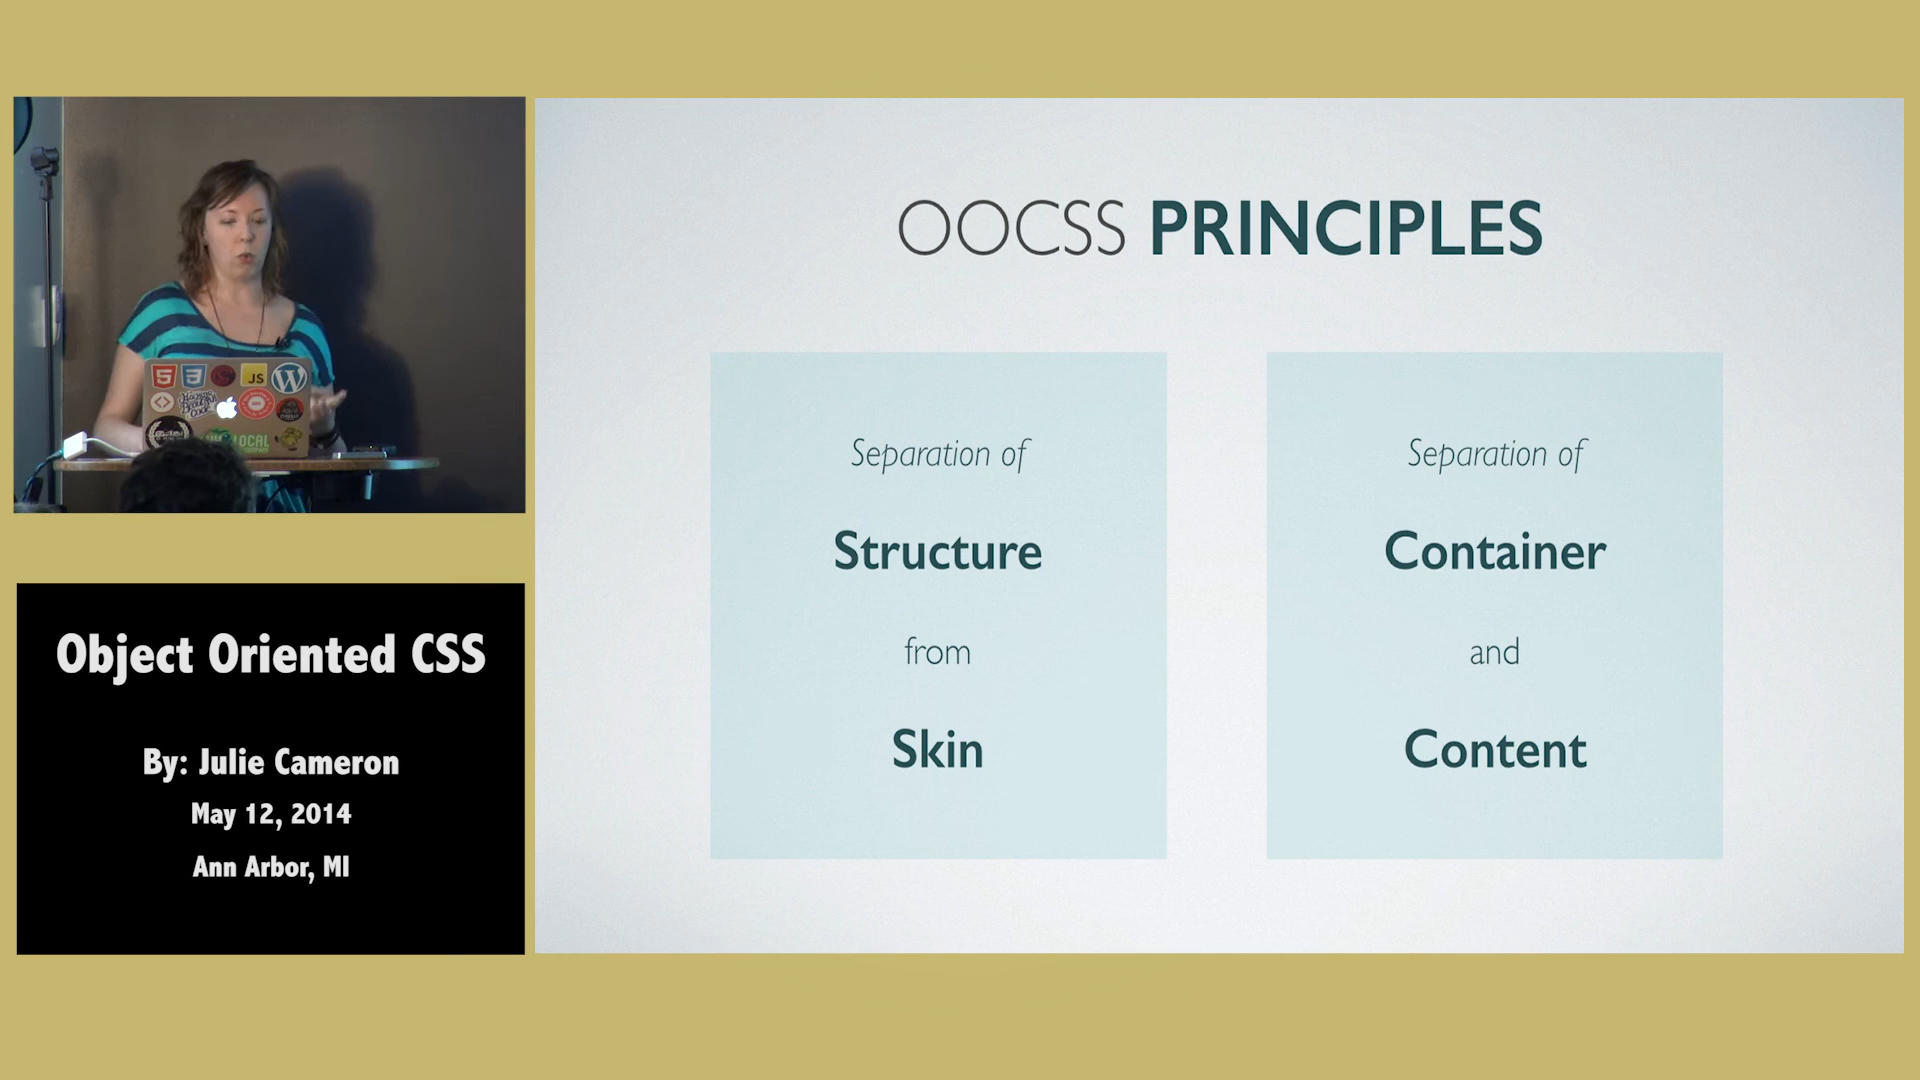 OOCSS PRINCIPLES
Separation of
Structure
from
Skin
Separation of
Container
and
Content
JS
LOCAL
Object Oriented CSS
By: Julie Cameron
May 12, 2014
Ann Arbor, MI